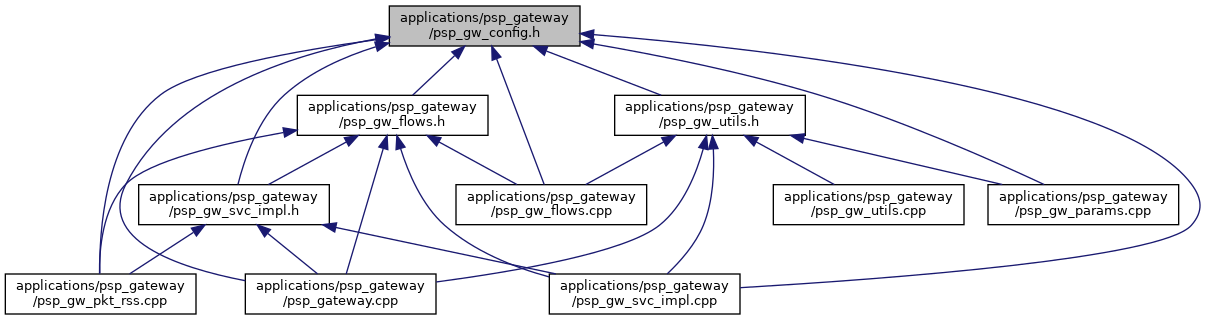 applications/psp_gateway
/psp_gw_config.h
applications/psp_gateway
/psp_gw_flows.h
applications/psp_gateway
/psp_gw_utils.h
applications/psp_gateway
/psp_gw_svc_impl.h
applications/psp_gateway
/psp_gw_flows.cpp
applications/psp_gateway
/psp_gw_utils.cpp
applications/psp_gateway
/psp_gw_params.cpp
applications/psp_gateway
/psp_gw_pkt_rss.cpp
applications/psp_gateway
/psp_gateway.cpp
applications/psp_gateway
/psp_gw_svc_impl.cpp